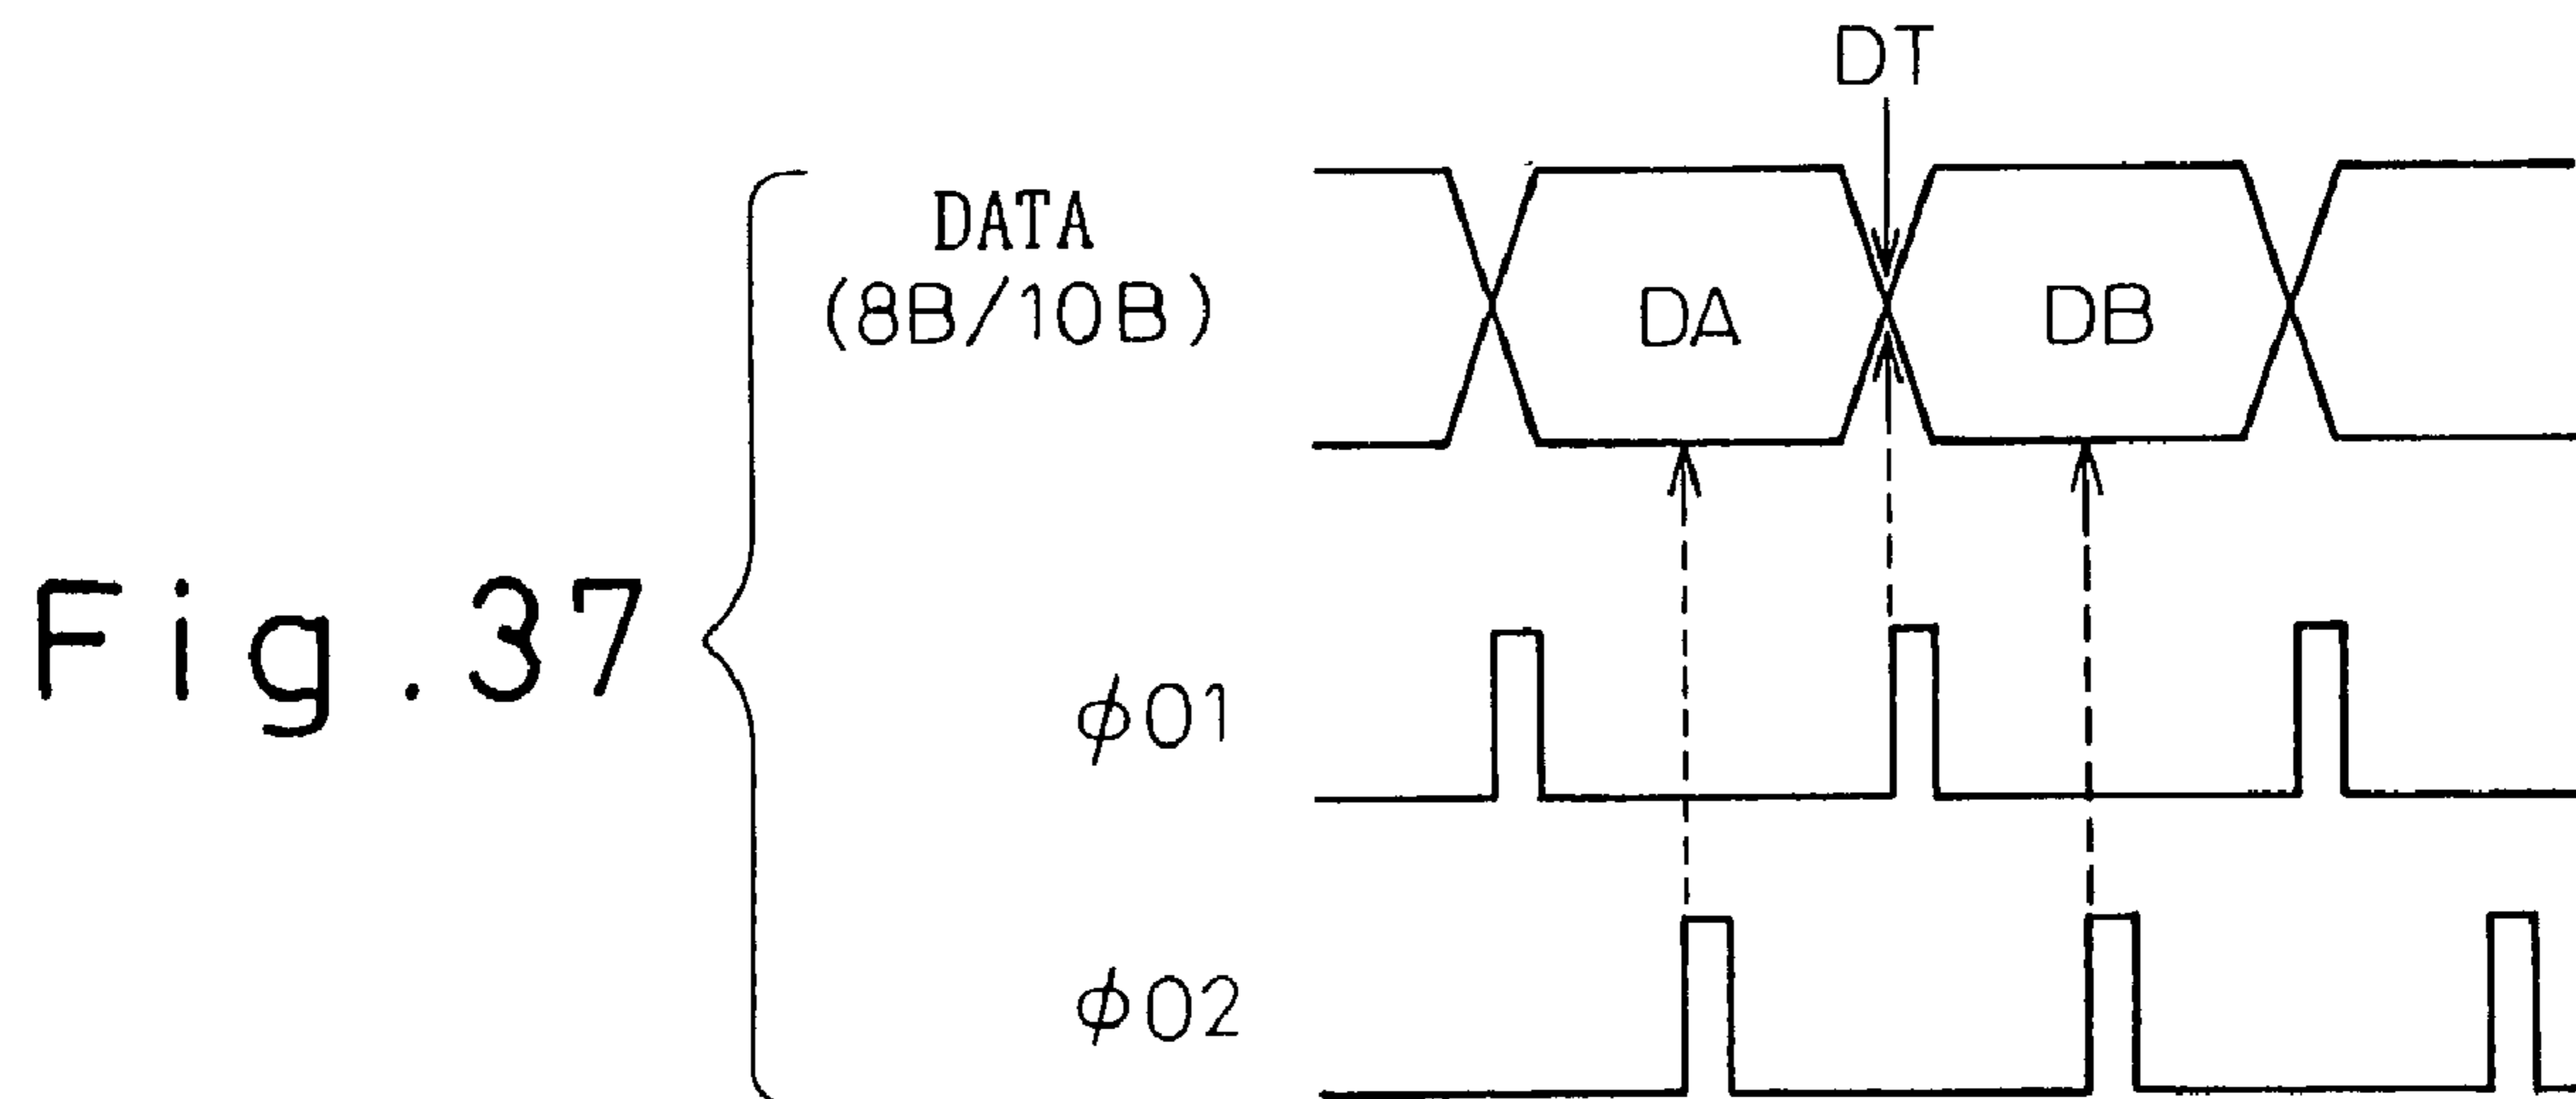 DT
DATA
(8B/10B)
DA
DB
Fig.37
φ01
φ02